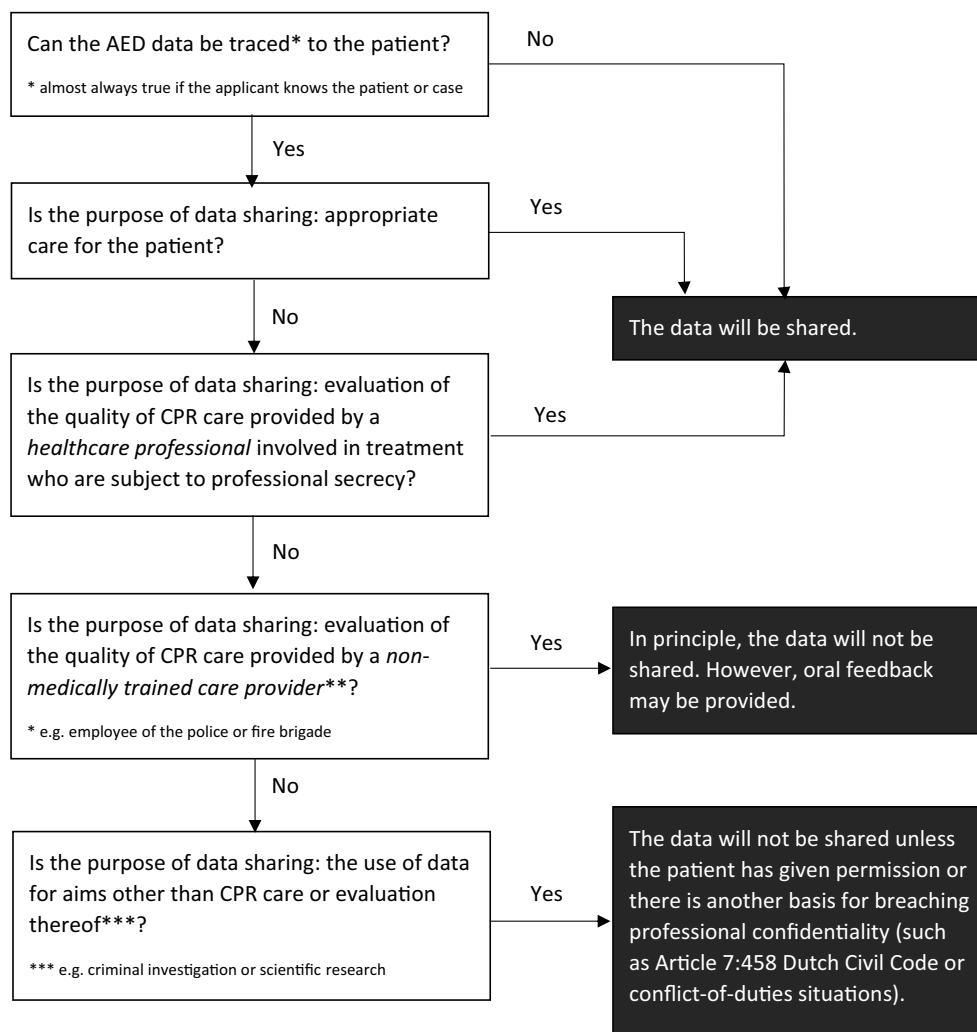 Can the AED data be traced* to the patient?
* almost always true if the applicant knows the patient or case
No
Yes
Is the purpose of data sharing: appropriate
care for the patient?
Yes
No
The data will be shared.
Is the purpose of data sharing: evaluation of
the quality of CPR care provided by a
healthcare professional involved in treatment
who are subject to professional secrecy?
Yes
No
Is the purpose of data sharing: evaluation of
the quality of CPR care provided by a non-
medically trained care provider**?
* e.g. employee of the police or fire brigade
Yes
In principle, the data will not be
shared. However, oral feedback
may be provided.
No
Is the purpose of data sharing: the use of data
for aims other than CPR care or evaluation
thereof***?
*** e.g. criminal investigation or scientific research
Yes
The data will not be shared unless
the patient has given permission or
there is another basis for breaching
professional confidentiality (such
as Article 7:458 Dutch Civil Code or
conflict-of-duties situations).